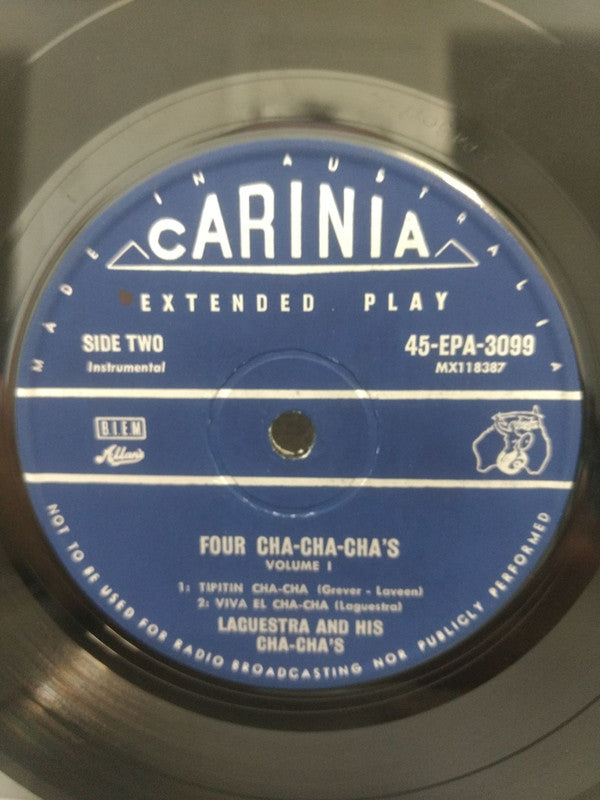 MADE IN AUSTRALIA
CARINIA
EXTENDED PLAY
SIDE TWO
45-EPA-3099
Instrumental
MX118387
BIEM
Allan's
FOUR CHA-CHA-CHA'S
VOLUME 1
1: TIPITIN CHA-CHA (Grever - Laveen)
2: VIVA EL CHA-CHA (Laguestra)
LAGUESTRA AND HIS
CHA-CHA'S
NOT TO BE USED FOR RADIO BROADCASTING NOR PUBLICLY PERFORMED